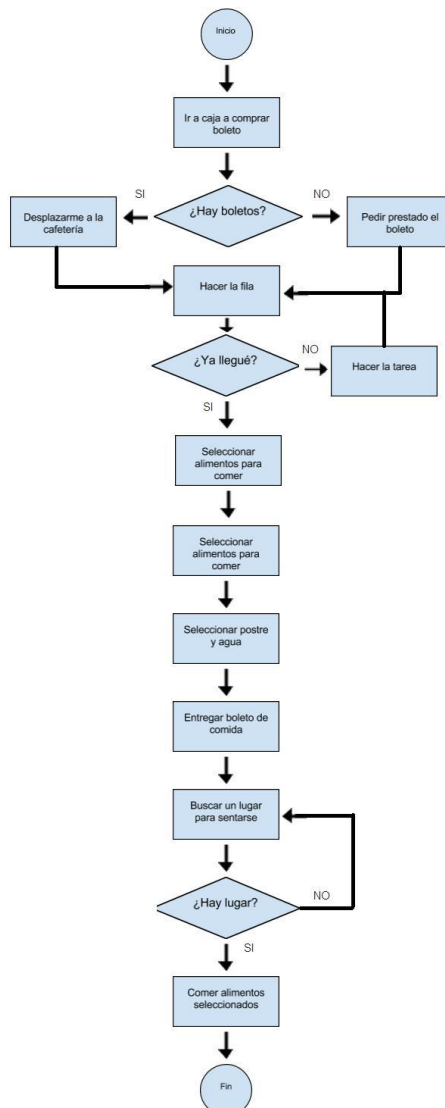 Inicio
Ir a caja a comprar
boleto
SI
¿Hay boletos?
NO
Desplazarme a la
cafetería
Pedir prestado el
boleto
Hacer la fila
¿Ya llegué?
NO
Hacer la tarea
SI
Seleccionar
alimentos para
comer
Seleccionar
alimentos para
comer
Seleccionar postre
y agua
Entregar boleto de
comida
Buscar un lugar
para sentarse
¿Hay lugar?
NO
SI
Comer alimentos
seleccionados
Fin